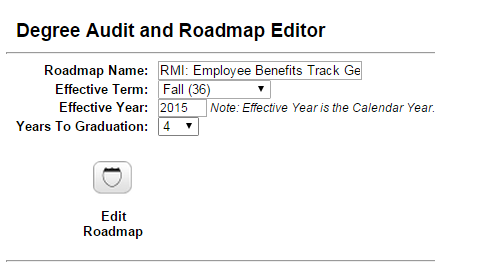 Degree Audit and Roadmap Editor
Roadmap Name: RMI: Employee Benefits Track Ge
Effective Term: Fall (36)
Effective Year: 2015 Note: Effective Year is the Calendar Year.
Years To Graduation: 4
Edit
Roadmap